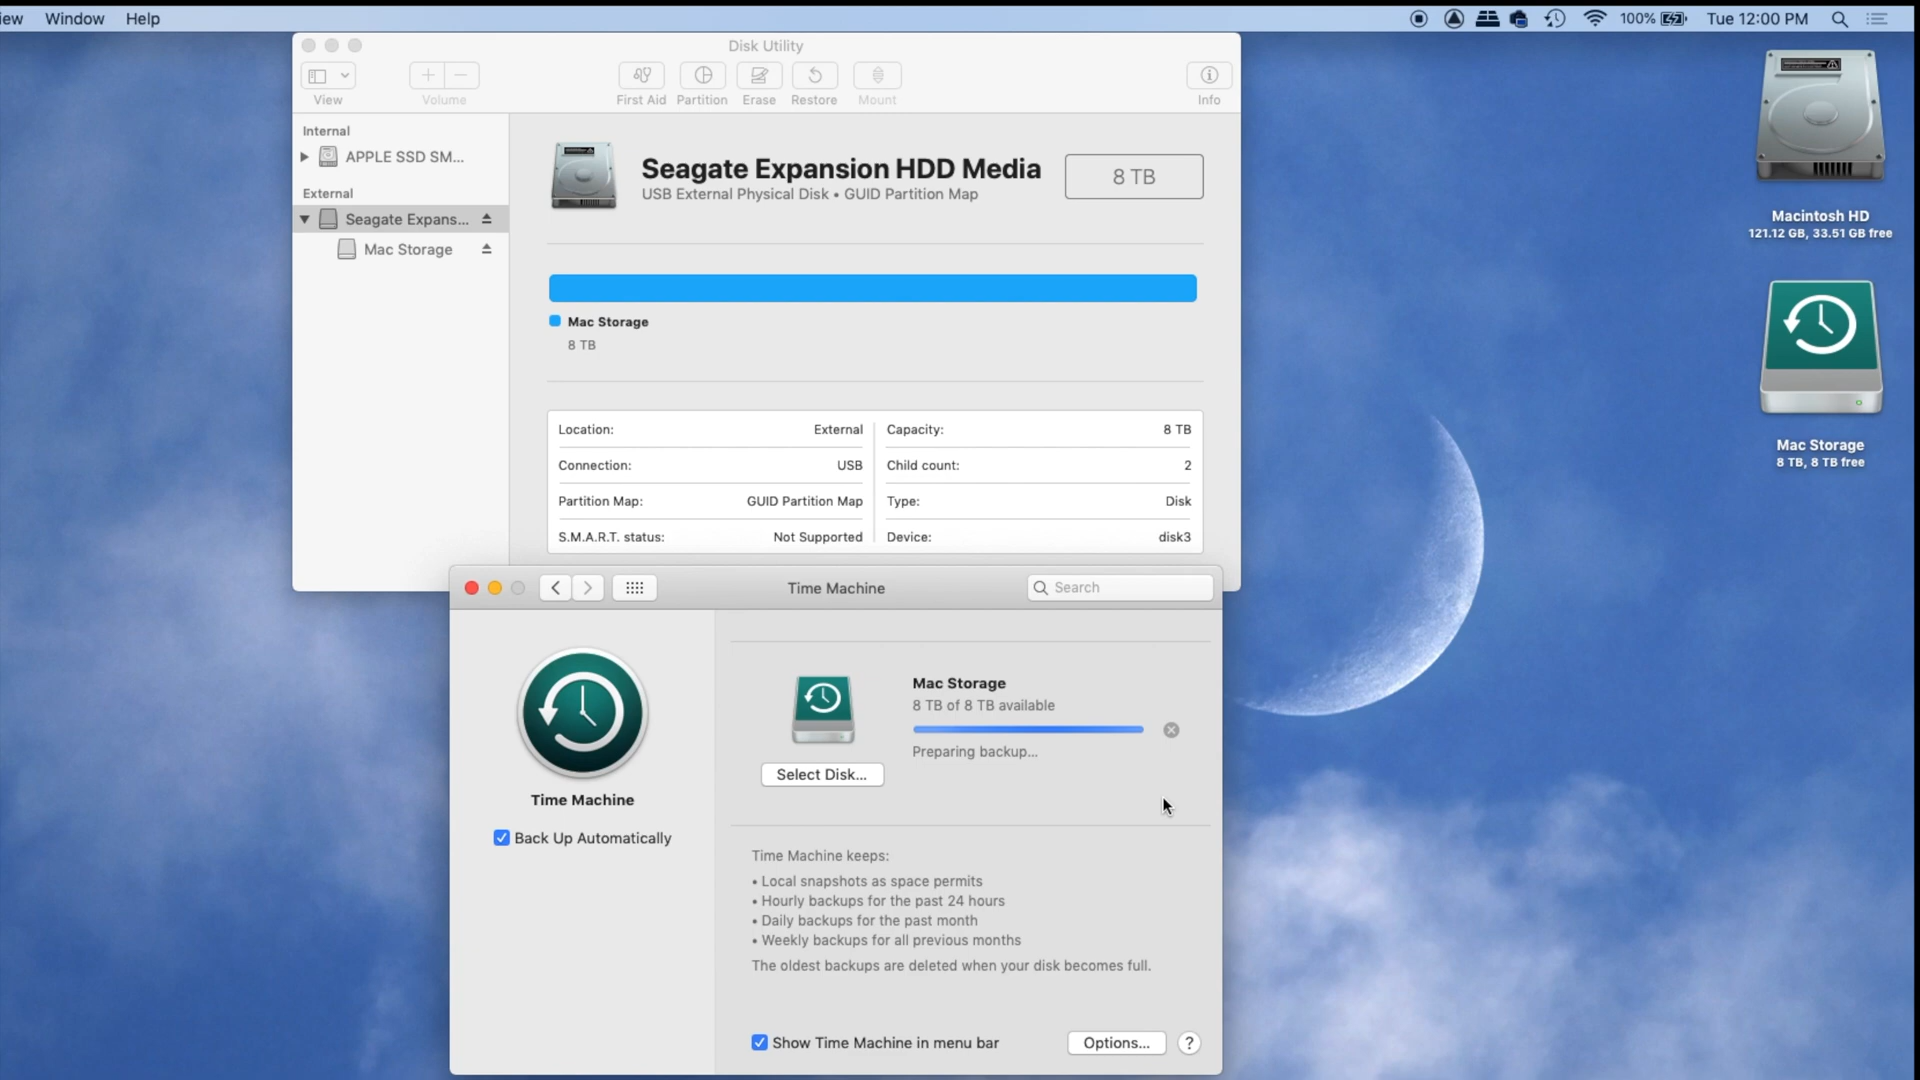 iew Window Help 100% Tue 12:00 PM
Disk Utility
View Volume First Aid Partition Erase Restore Mount Info
Internal
APPLE SSD SM...
External
Seagate Expans...
Mac Storage
Seagate Expansion HDD Media
USB External Physical Disk • GUID Partition Map
8 TB
Mac Storage
8 TB
Location: External Capacity: 8 TB
Connection: USB Child count: 2
Partition Map: GUID Partition Map Type: Disk
S.M.A.R.T. status: Not Supported Device: disk3
Macintosh HD
121.12 GB, 33.51 GB free
Mac Storage
8 TB, 8 TB free
Time Machine
Search
Time Machine
Back Up Automatically
Mac Storage
8 TB of 8 TB available
Preparing backup...
Select Disk...
Time Machine keeps:
• Local snapshots as space permits
• Hourly backups for the past 24 hours
• Daily backups for the past month
• Weekly backups for all previous months
The oldest backups are deleted when your disk becomes full.
Show Time Machine in menu bar
Options... ?